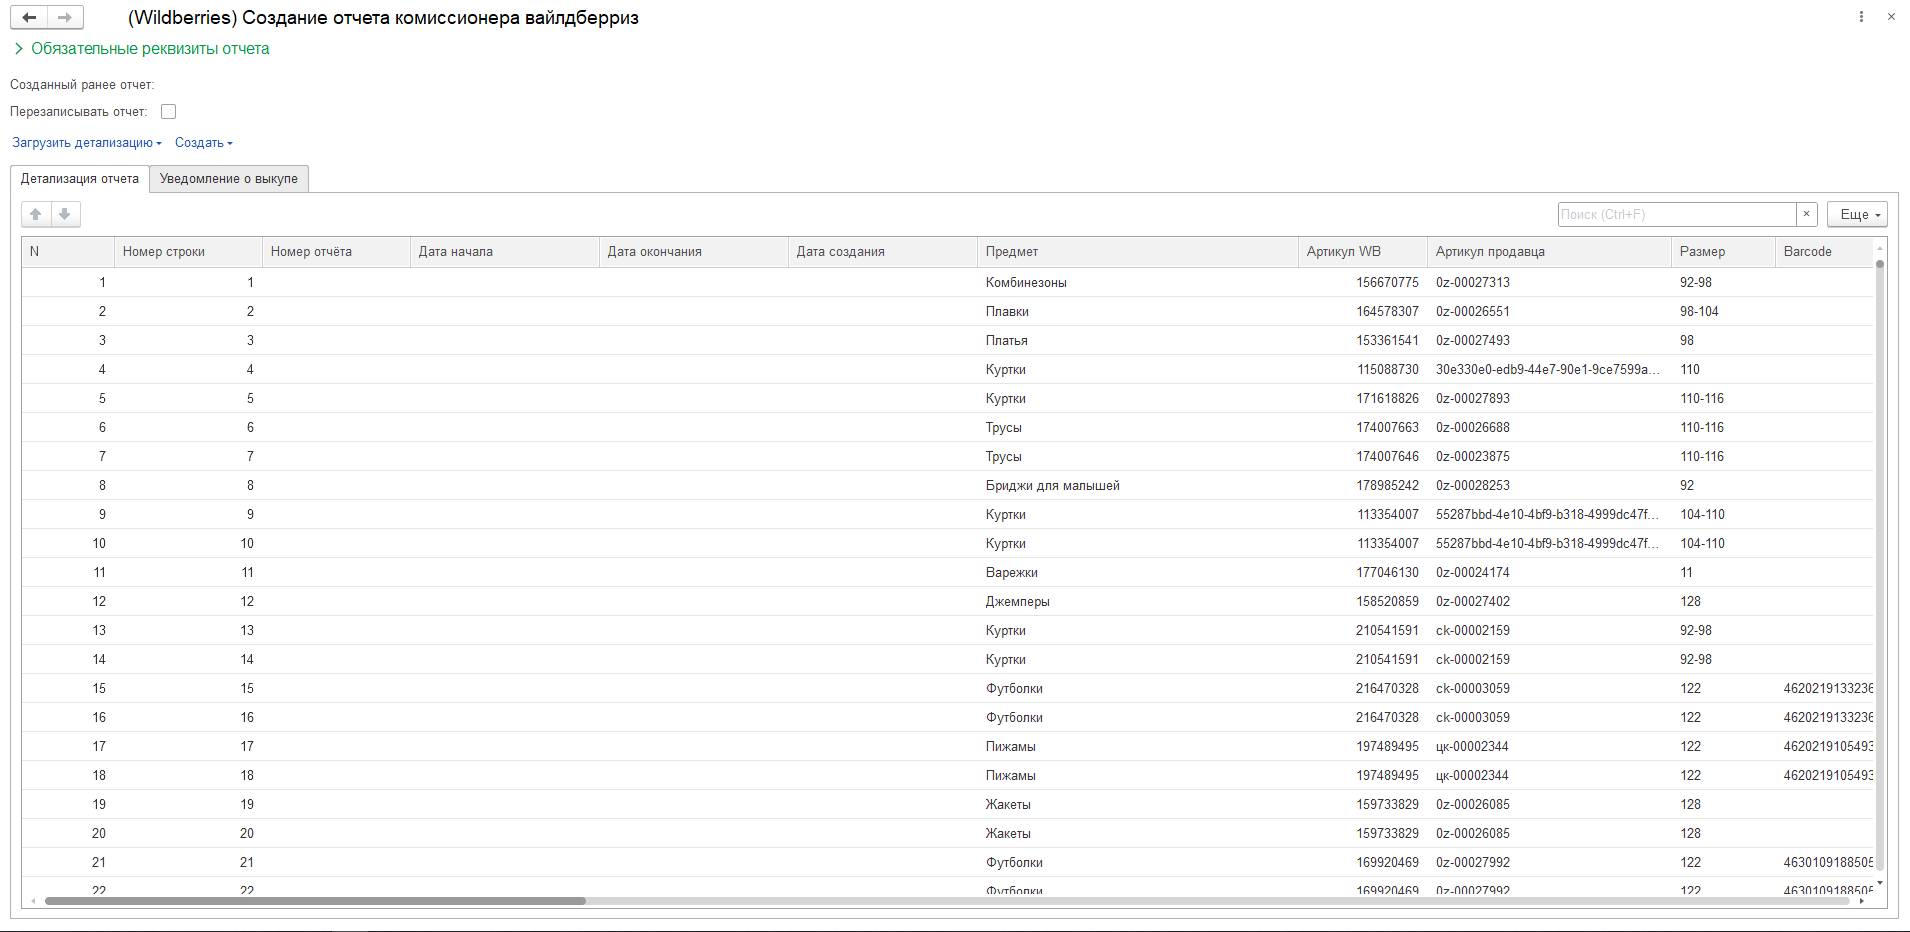 (Wildberries) Создание отчета комиссионера вайлдберриз
Обязательные реквизиты отчета
Созданный ранее отчет:
Перезаписывать отчет:
Загрузить детализацию Создать
Детализация отчета Уведомление о выкупе
Поиск (Ctrl+F) × Еще
N Номер строки Номер отчёта Дата начала Дата окончания Дата создания Предмет Артикул WB Артикул продавца Размер Barcode
1 1 Комбинезоны 156670775 0z-00027313 92-98
2 2 Плавки 164578307 0z-00026551 98-104
3 3 Платья 153361541 0z-00027493 98
4 4 Куртки 115088730 30e330e0-edb9-44e7-90e1-9ce7599a... 110
5 5 Куртки 171618826 0z-00027893 110-116
6 6 Трусы 174007663 0z-00026688 110-116
7 7 Трусы 174007646 0z-00023875 110-116
8 8 Бриджи для малышей 178985242 0z-00028253 92
9 9 Куртки 113354007 55287bbd-4e10-4bf9-b318-4999dc47f... 104-110
10 10 Куртки 113354007 55287bbd-4e10-4bf9-b318-4999dc47f... 104-110
11 11 Варежки 177046130 0z-00024174 11
12 12 Джемперы 158520859 0z-00027402 128
13 13 Куртки 210541591 ck-00002159 92-98
14 14 Куртки 210541591 ck-00002159 92-98
15 15 Футболки 216470328 ck-00003059 122 4620219133236
16 16 Футболки 216470328 ck-00003059 122 4620219133236
17 17 Пижамы 197489495 цк-00002344 122 4620219105493
18 18 Пижамы 197489495 цк-00002344 122 4620219105493
19 19 Жакеты 159733829 0z-00026085 128
20 20 Жакеты 159733829 0z-00026085 128
21 21 Футболки 169920469 0z-00027992 122 4630109188505
22 22 Футболки 169920469 0z-00027992 122 4630109188505